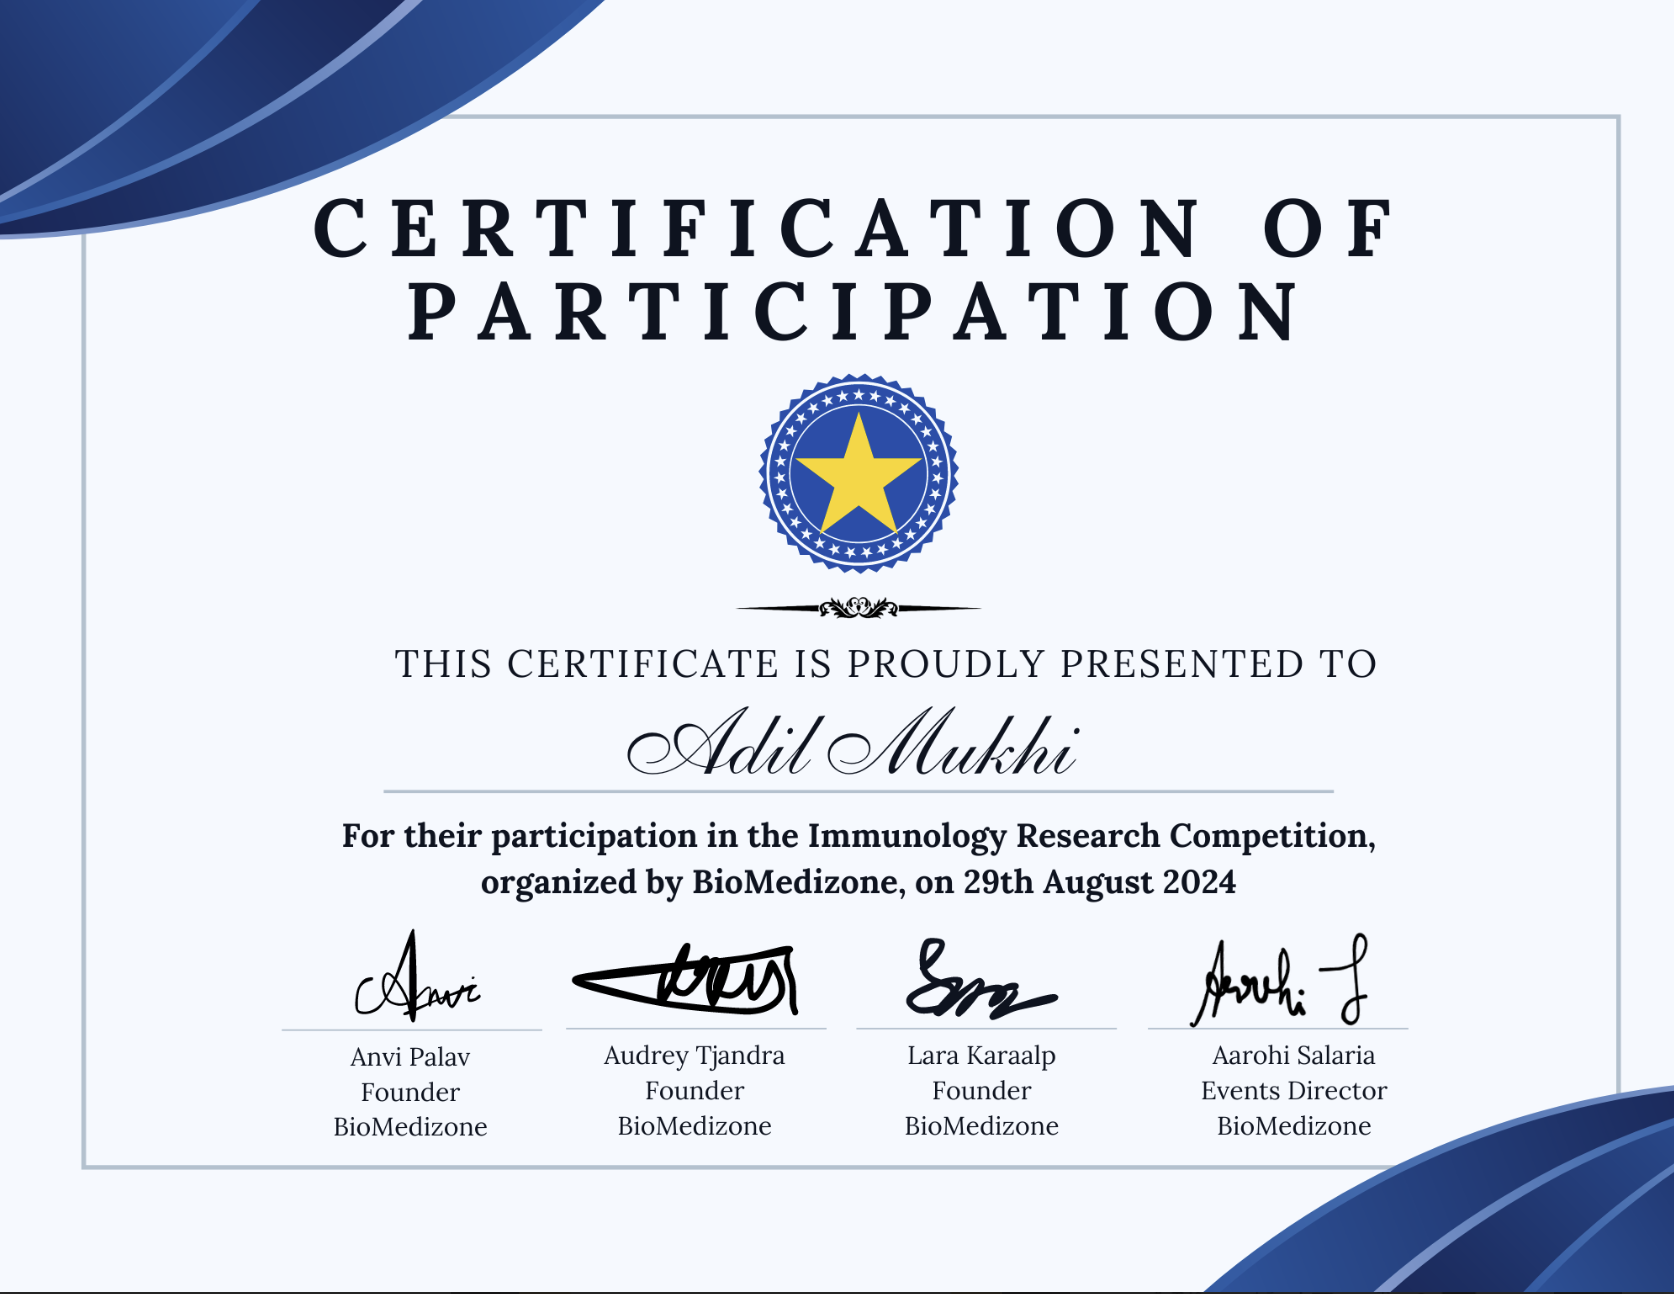 CERTIFICATION OF
PARTICIPATION
THIS CERTIFICATE IS PROUDLY PRESENTED TO
Adil Mukhi
For their participation in the Immunology Research Competition,
organized by BioMedizone, on 29th August 2024
Anvi
Aarohi S
Anvi Palav
Founder
BioMedizone
Audrey Tjandra
Founder
BioMedizone
Lara Karaalp
Founder
BioMedizone
Aarohi Salaria
Events Director
BioMedizone